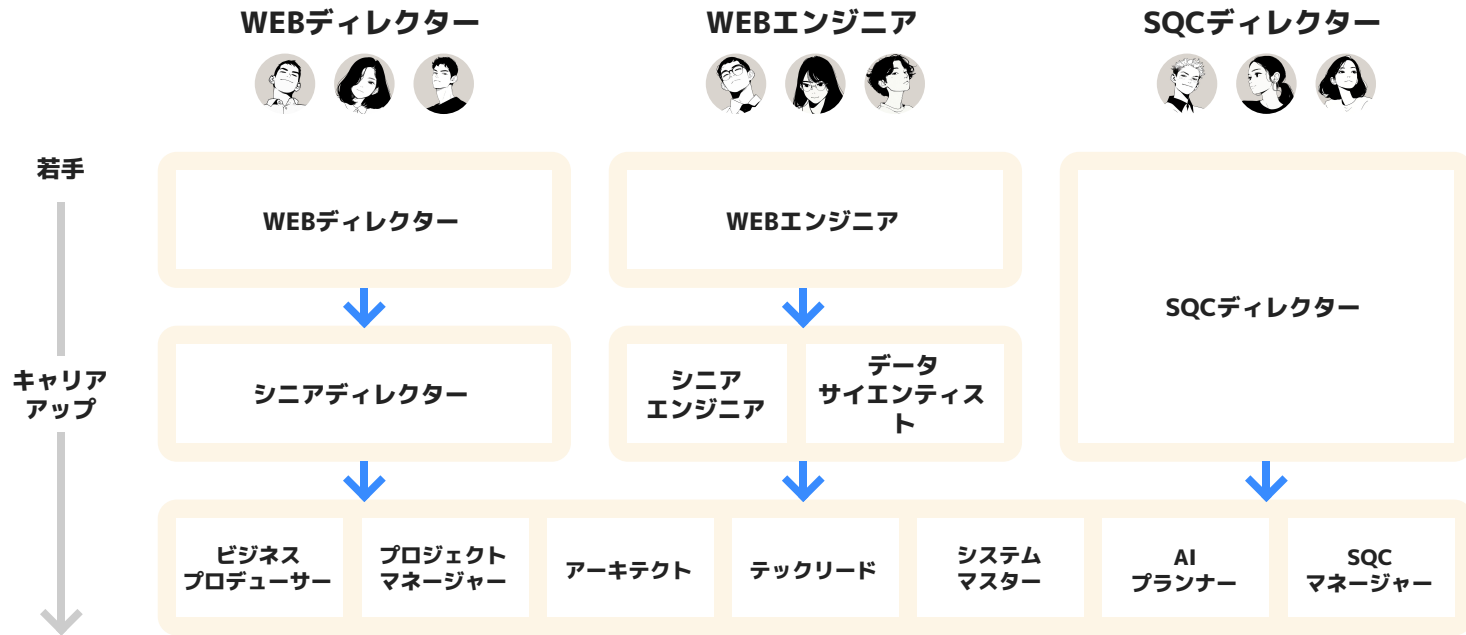 WEBディレクター
WEBエンジニア
SQCディレクター
若手
WEBディレクター
WEBエンジニア
SQCディレクター
キャリア
アップ
シニアディレクター
シニア
エンジニア
データ
サイエンティス
ト
ビジネス
プロデューサー
プロジェクト
マネージャー
アーキテクト
テックリード
システム
マスター
AI
プランナー
SQC
マネージャー